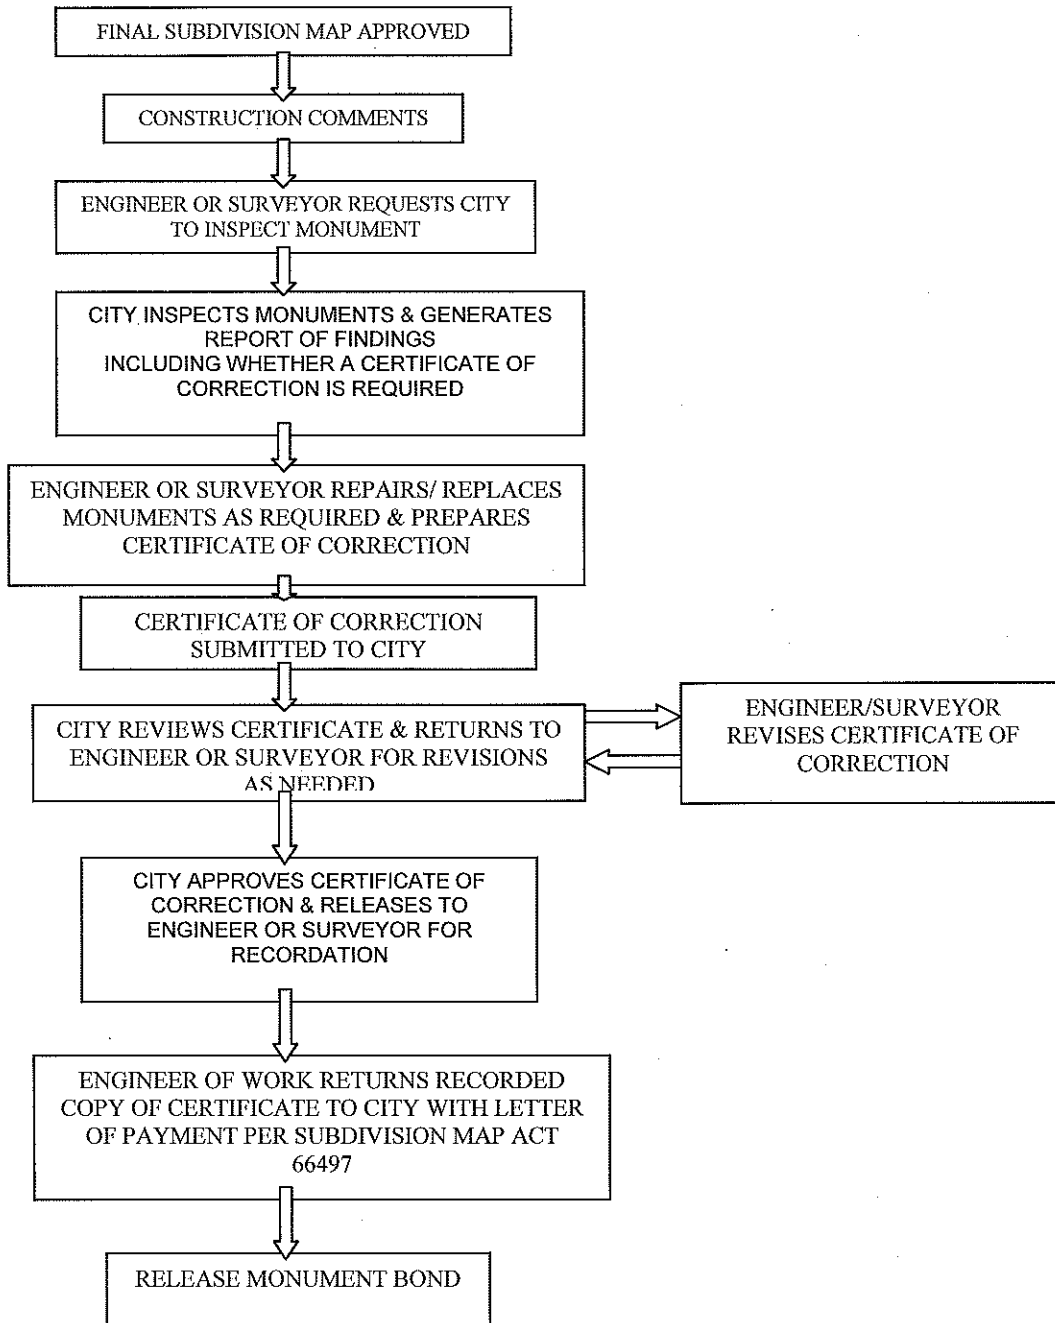 FINAL SUBDIVISION MAP APPROVED
CONSTRUCTION COMMENTS
ENGINEER OR SURVEYOR REQUESTS CITY
TO INSPECT MONUMENT
CITY INSPECTS MONUMENTS & GENERATES
REPORT OF FINDINGS
INCLUDING WHETHER A CERTIFICATE OF
CORRECTION IS REQUIRED
ENGINEER OR SURVEYOR REPAIRS/ REPLACES
MONUMENTS AS REQUIRED & PREPARES
CERTIFICATE OF CORRECTION
CERTIFICATE OF CORRECTION
SUBMITTED TO CITY
CITY REVIEWS CERTIFICATE & RETURNS TO
ENGINEER OR SURVEYOR FOR REVISIONS
AS NEEDED
ENGINEER/SURVEYOR
REVISES CERTIFICATE OF
CORRECTION
CITY APPROVES CERTIFICATE OF
CORRECTION & RELEASES TO
ENGINEER OR SURVEYOR FOR
RECORDATION
ENGINEER OF WORK RETURNS RECORDED
COPY OF CERTIFICATE TO CITY WITH LETTER
OF PAYMENT PER SUBDIVISION MAP ACT
66497
RELEASE MONUMENT BOND